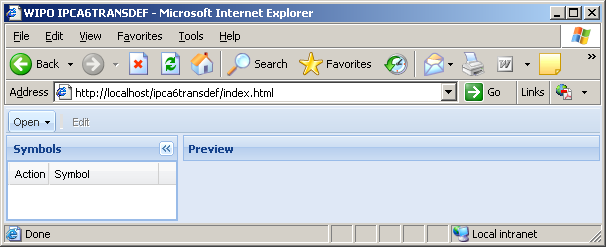 WIPO IPCA6TRANSDEF - Microsoft Internet Explorer
File Edit View Favorites Tools Help
Back Search Favorites W »
Address http://localhost/ipca6transdef/index.html Go Links
Open Edit
Symbols Preview
Action Symbol
Done Local intranet